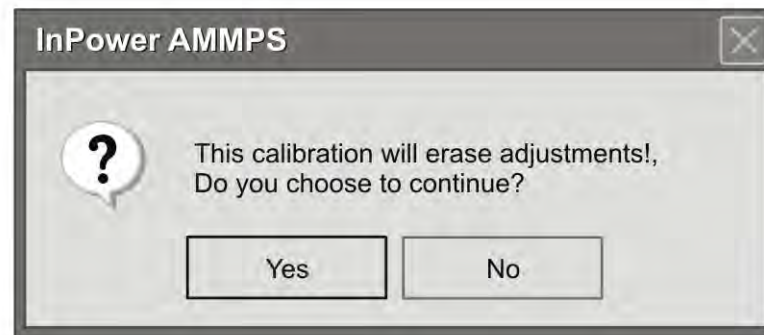 InPower AMMPS
This calibration will erase adjustments!,
Do you choose to continue?
Yes
No